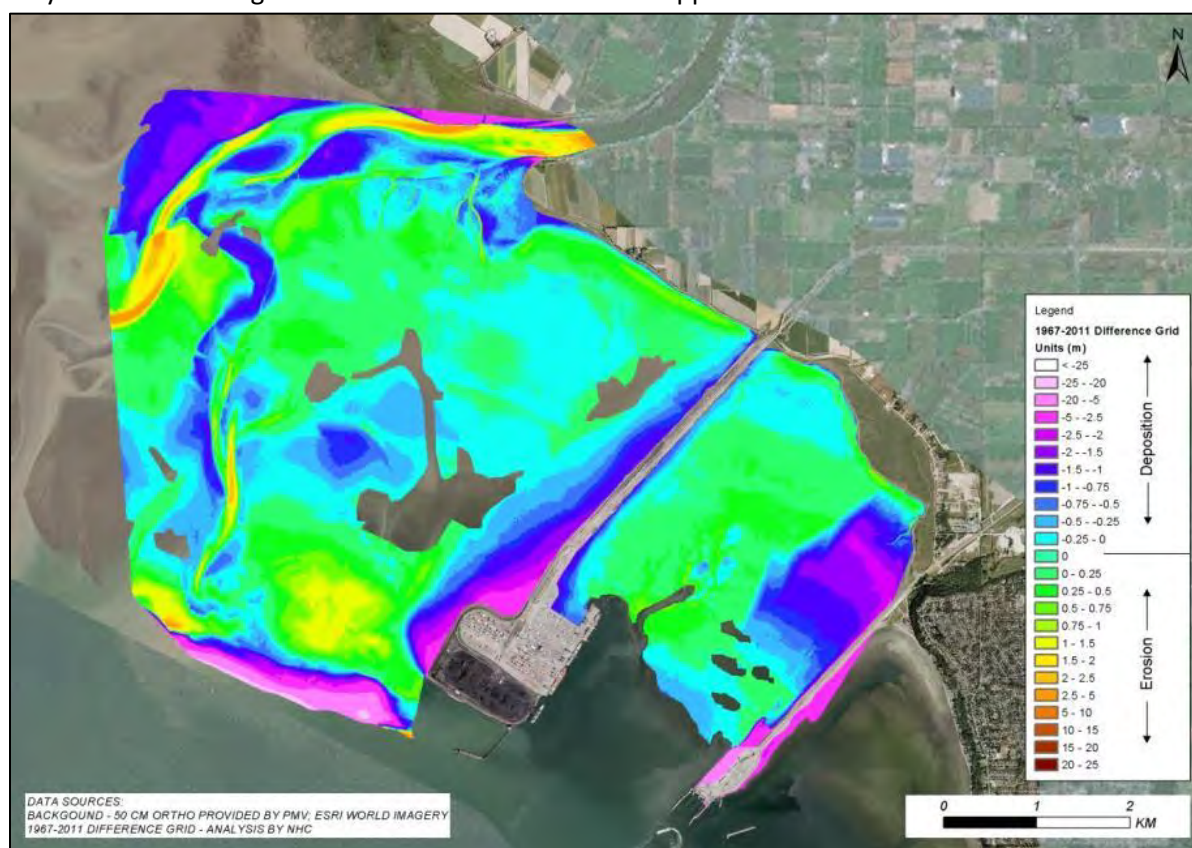 N
Legend
1967-2011 Difference Grid
Units (m)
< -25
-25 - -20
-20 - -5
-5 - -2.5
-2.5 - -2
-2 - -1.5
-1.5 - -1
-1 - -0.75
-0.75 - -0.5
-0.5 - -0.25
-0.25 - 0
0
0 - 0.25
0.25 - 0.5
0.5 - 0.75
0.75 - 1
1 - 1.5
1.5 - 2
2 - 2.5
2.5 - 5
5 - 10
10 - 15
15 - 20
20 - 25
Deposition
Erosion
DATA SOURCES:
BACKGOUND - 50 CM ORTHO PROVIDED BY PMV; ESRI WORLD IMAGERY
1967-2011 DIFFERENCE GRID - ANALYSIS BY NHC
0 1 2
KM